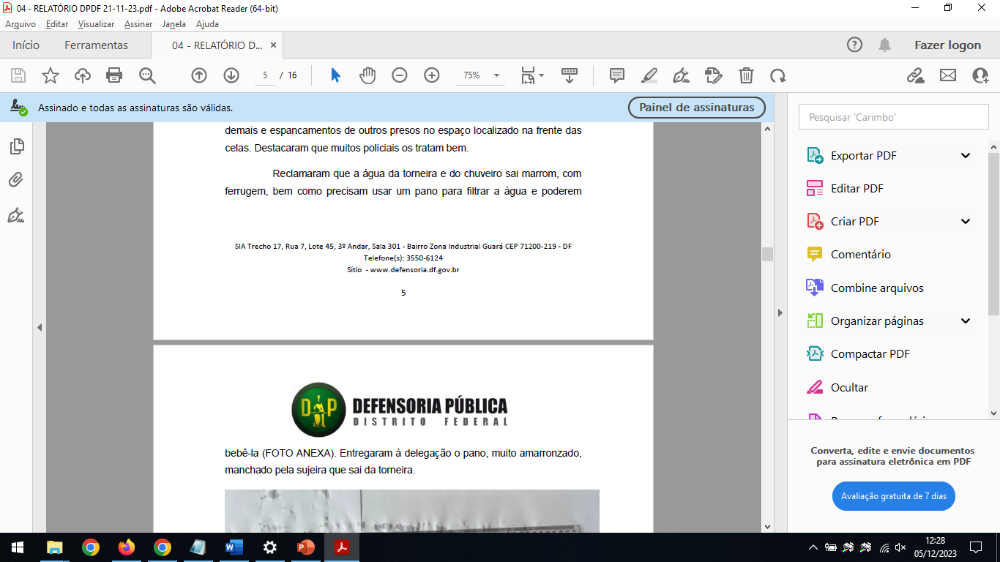 04 - RELATÓRIO DPDF 21-11-23.pdf - Adobe Acrobat Reader (64-bit)
Arquivo Editar Visualizar Assinar Janela Ajuda
Início Ferramentas 04 - RELATÓRIO D... × Fazer logon
5 / 16 75%
Assinado e todas as assinaturas são válidas. Painel de assinaturas
demais e espancamentos de outros presos no espaço localizado na frente das
celas. Destacaram que muitos policiais os tratam bem.
Reclamaram que a água da torneira e do chuveiro sai marrom, com
ferrugem, bem como precisam usar um pano para filtrar a água e poderem
SIA Trecho 17, Rua 7, Lote 45, 3º Andar, Sala 301 - Bairro Zona Industrial Guará CEP 71200-219 - DF
Telefone(s): 3550-6124
Sítio - www.defensoria.df.gov.br
5
DP
DEFENSORIA PÚBLICA
DISTRITO FEDERAL
bebê-la (FOTO ANEXA). Entregaram à delegação o pano, muito amarronzado,
manchado pela sujeira que sai da torneira.
Pesquisar 'Carimbo'
Exportar PDF
Editar PDF
Criar PDF
Comentário
Combine arquivos
Organizar páginas
Compactar PDF
Ocultar
Converta, edite e envie documentos
para assinatura eletrônica em PDF
Avaliação gratuita de 7 dias
12:28
05/12/2023